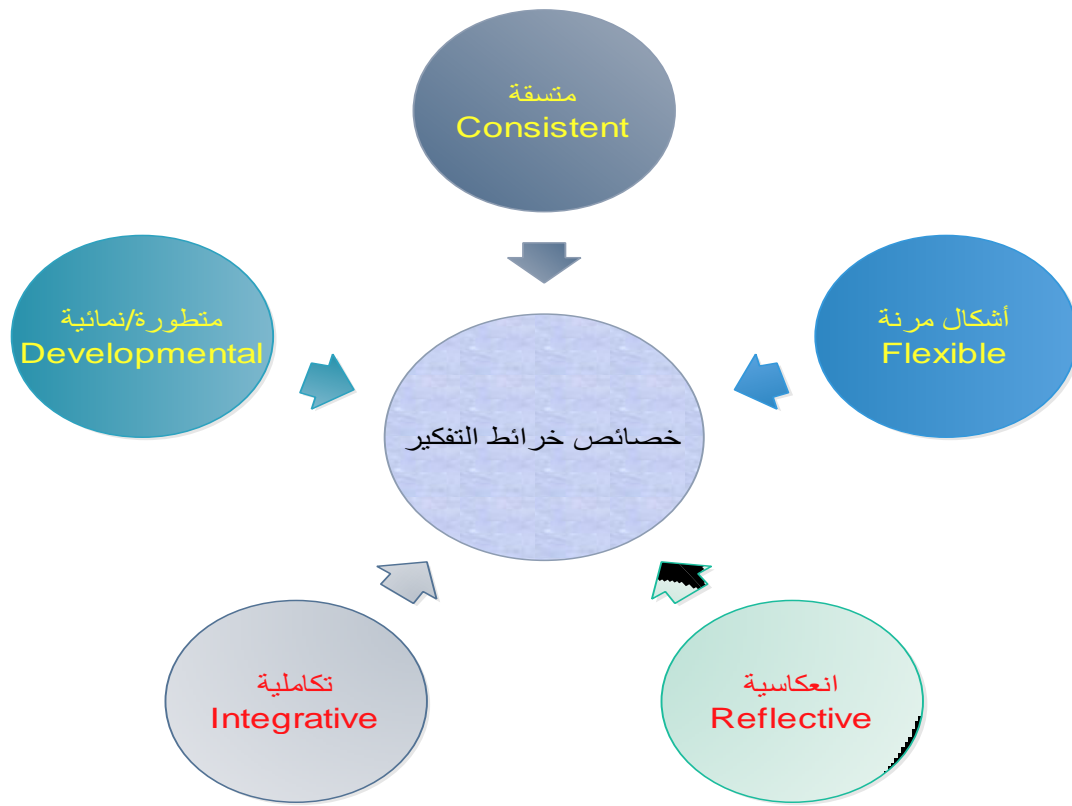 متسقة
Consistent
أشكال مرنة
Flexible
متطورة/نمائية
Developmental
خصائص خرائط التفكير
تكاملية
Integrative
انعكاسية
Reflective